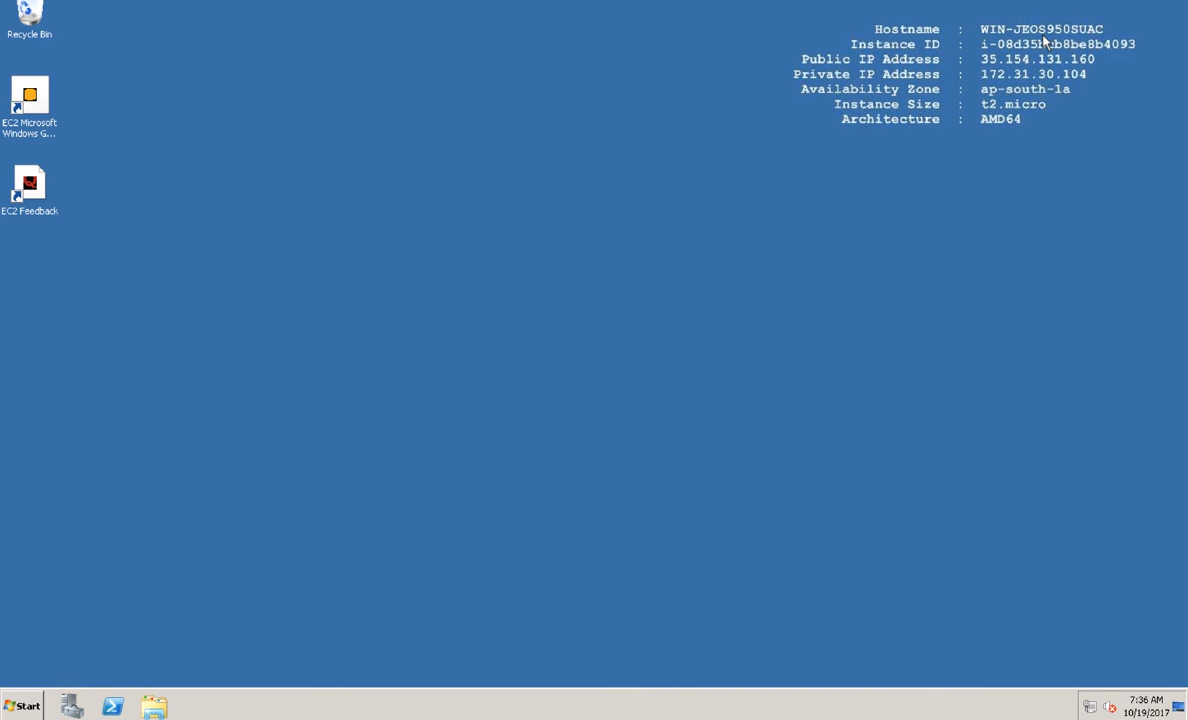 Hostname : WIN-JEOS950SUAC
Instance ID :
Public IP Address : 35.154.131.160
Private IP Address : 172.31.30.104
Availability Zone : ap-south-1a
Instance Size : t2.micro
Architecture : AMD64
Recycle Bin
EC2 Microsoft
Windows G...
EC2 Feedback
Start
7:36 AM
10/19/2017